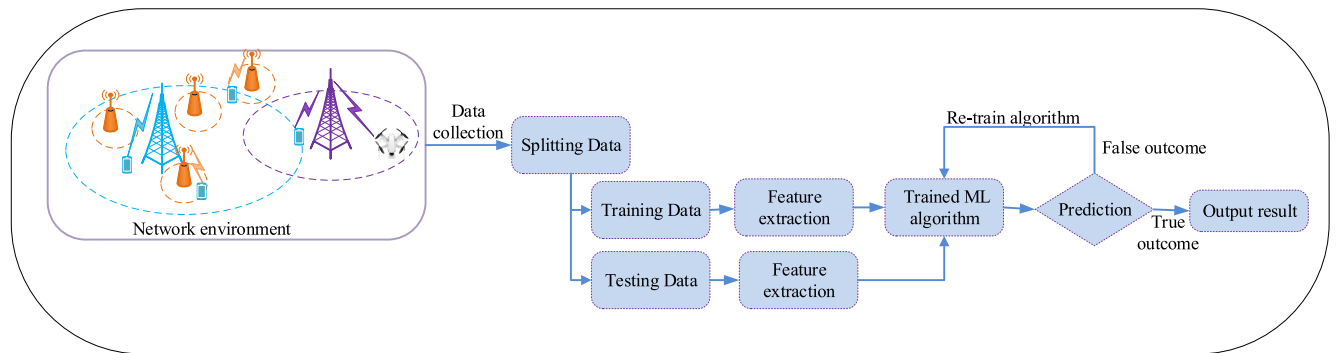 Network environment
Data
collection
Splitting Data
Training Data
Feature
extraction
Testing Data
Feature
extraction
Re-train algorithm
Trained ML
algorithm
False outcome
Prediction
True
outcome
Output result